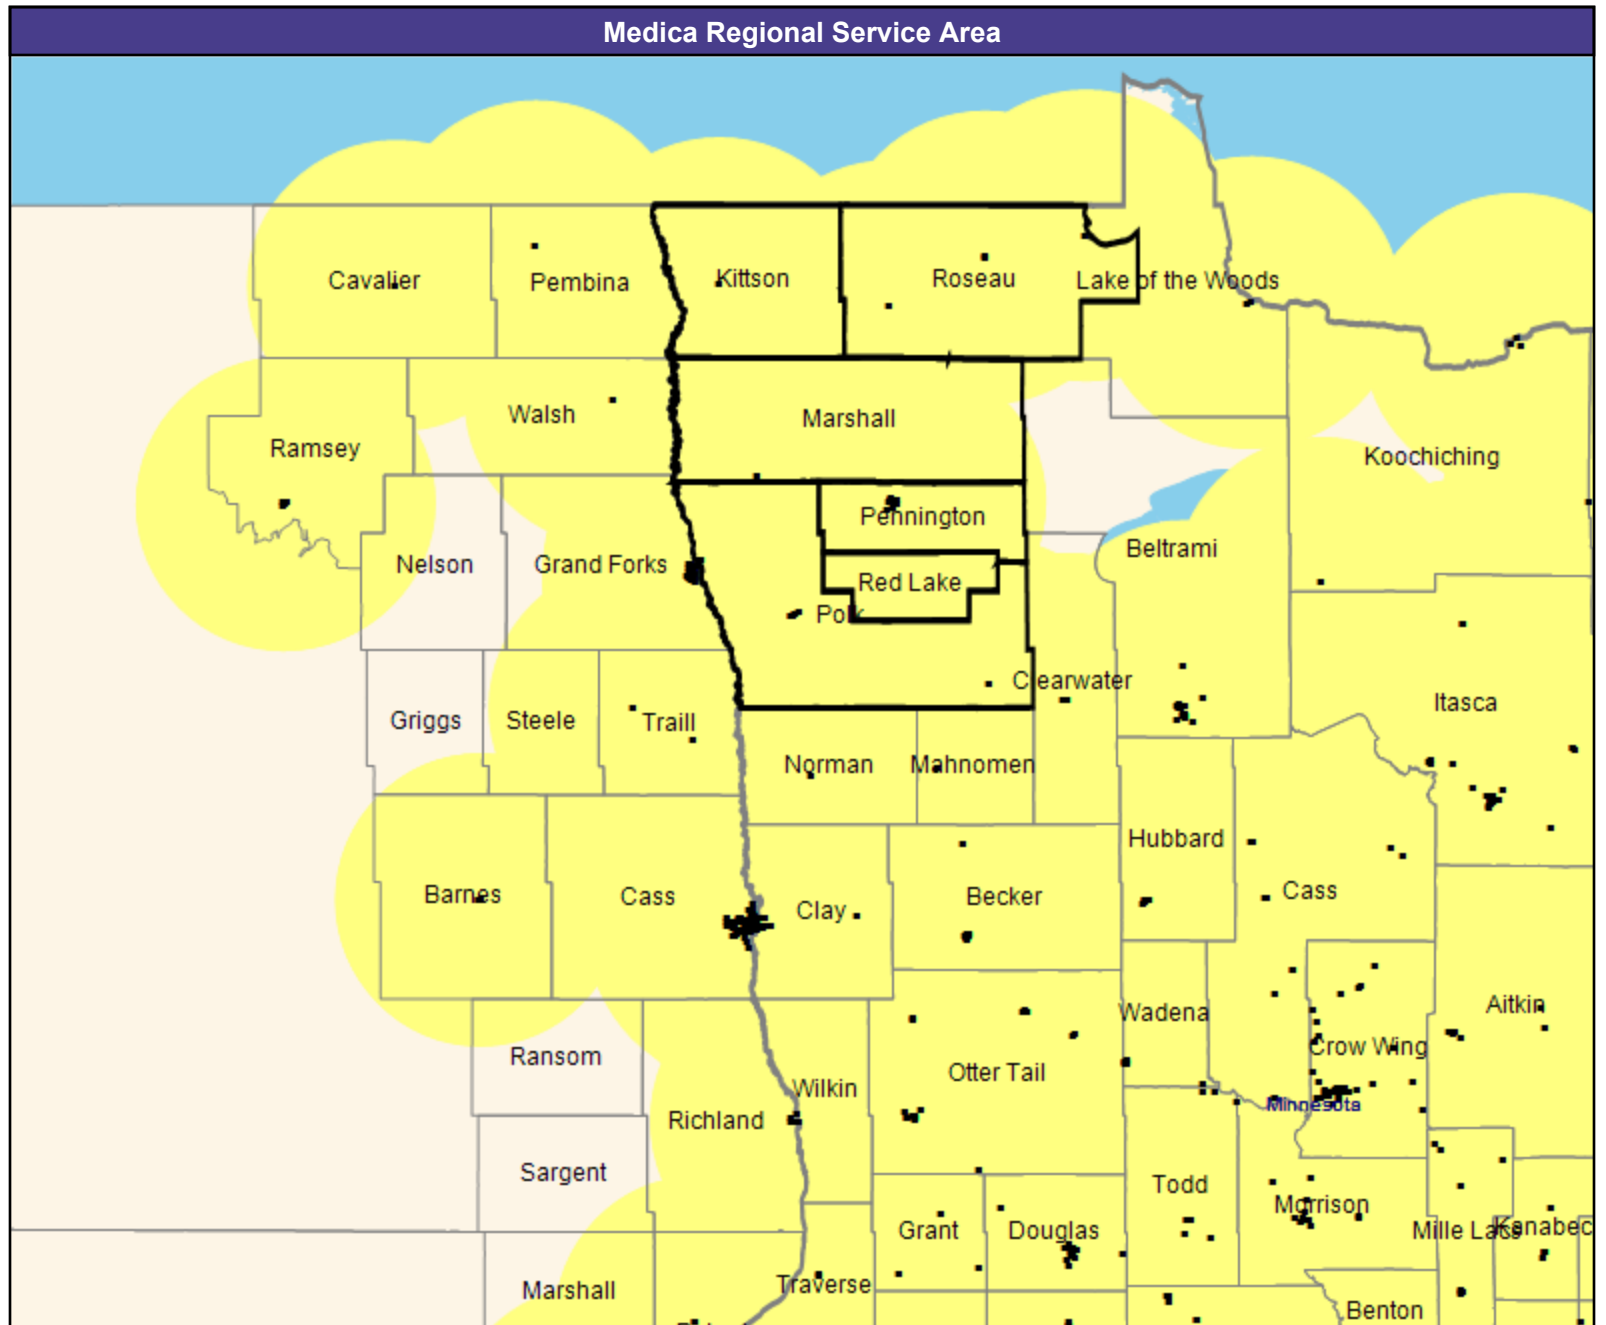 Medica Regional Service Area
Cavalier
Pembina
Kittson
Roseau
Lake of the Woods
Walsh
Marshall
Ramsey
Koochiching
Pennington
Beltrami
Nelson
Grand Forks
Red Lake
Polk
Clearwater
Itasca
Griggs
Steele
Traill
Norman
Mahnomen
Hubbard
Barnes
Cass
Clay
Becker
Cass
Aitkin
Wadena
Crow Wing
Ransom
Otter Tail
Wilkin
Minnesota
Richland
Sargent
Todd
Morrison
Grant
Douglas
Mille Lacs
Kanabec
Marshall
Traverse
Benton